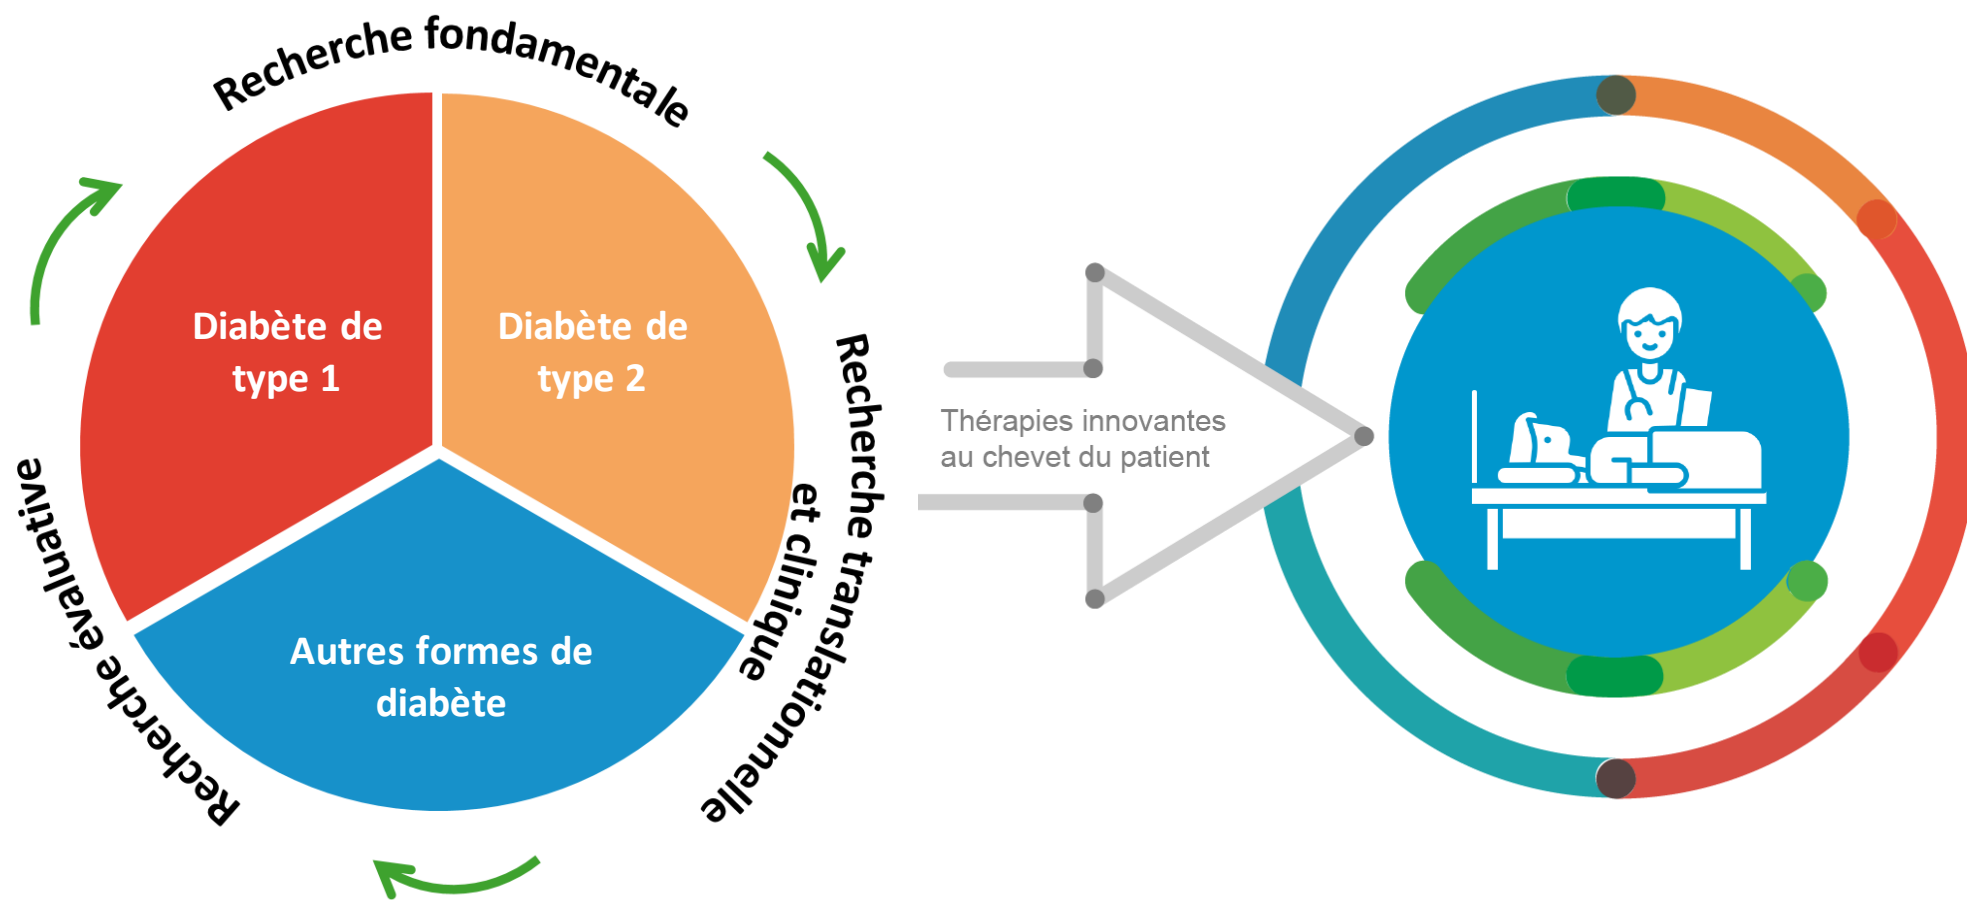 Recherche fondamentale
Diabète de
type 1
Diabète de
type 2
Autres formes de
diabète
Recherche translationnelle
et clinique
Recherche évaluative
Thérapies innovantes
au chevet du patient